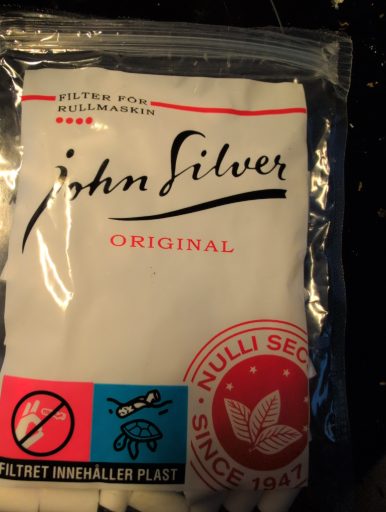 FILTER FÖR
RULLMASKIN
John Silver
ORIGINAL
NULLI SEC
SINCE 1947
FILTRET INNEHÅLLER PLAST